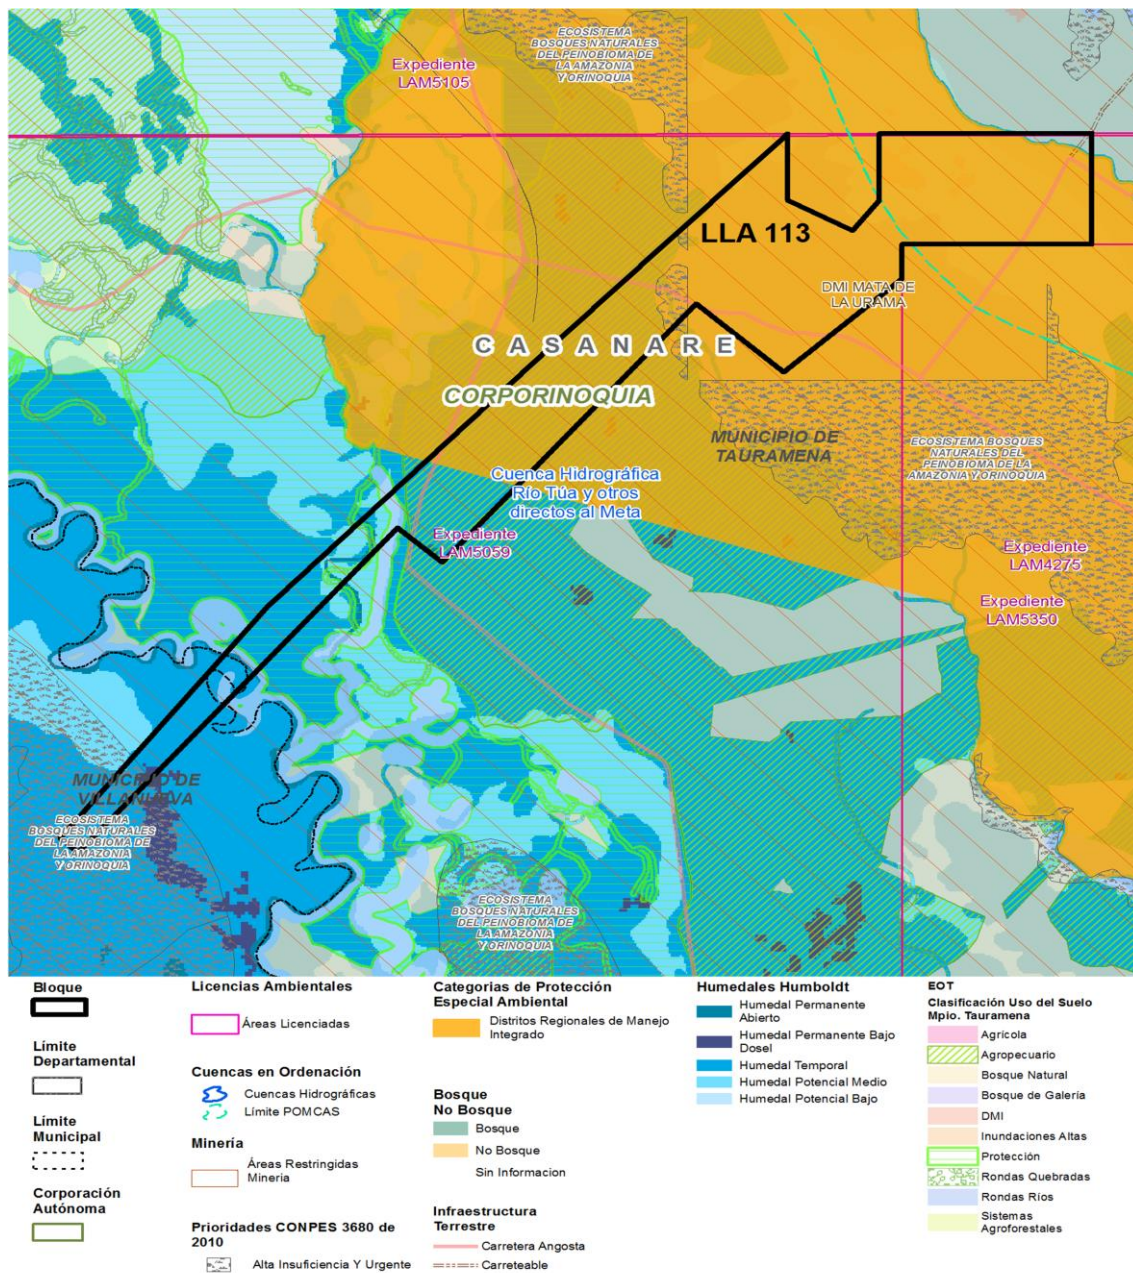 ECOSISTEMA
BOSQUES NATURALES
DEL PEINOBIOMA DE
LA AMAZONIA
Y ORINOQUIA
Expediente
LAM5105
LLA 113
DMI MATA DE
LA URAMA
CASANARE
CORPORINOQUIA
MUNICIPIO DE
TAURAMENA
ECOSISTEMA BOSQUES
NATURALES DEL
PEINOBIOMA DE LA
AMAZONIA Y ORINOQUIA
Cuenca Hidrográfica
Río Túa y otros
directos al Meta
Expediente
LAM5059
Expediente
LAM4275
Expediente
LAM5350
MUNICIPIO DE
VILLANUEVA
ECOSISTEMA
BOSQUES NATURALES
DEL PEINOBIOMA DE
LA AMAZONIA
Y ORINOQUIA
ECOSISTEMA
BOSQUES NATURALES
DEL PEINOBIOMA DE
LA AMAZONIA
Y ORINOQUIA
Bloque
Límite
Departamental
Límite
Municipal
Corporación
Autónoma
Licencias Ambientales
Áreas Licenciadas
Cuencas en Ordenación
Cuencas Hidrográficas
Límite POMCAS
Minería
Áreas Restringidas
Mineria
Prioridades CONPES 3680 de
2010
Alta Insuficiencia Y Urgente
Categorias de Protección
Especial Ambiental
Distritos Regionales de Manejo
Integrado
Bosque
No Bosque
Bosque
No Bosque
Sin Informacion
Infraestructura
Terrestre
Carretera Angosta
Carreteable
Humedales Humboldt
Humedal Permanente
Abierto
Humedal Permanente Bajo
Dosel
Humedal Temporal
Humedal Potencial Medio
Humedal Potencial Bajo
EOT
Clasificación Uso del Suelo
Mpio. Tauramena
Agrícola
Agropecuario
Bosque Natural
Bosque de Galería
DMI
Inundaciones Altas
Protección
Rondas Quebradas
Rondas Ríos
Sistemas
Agroforestales